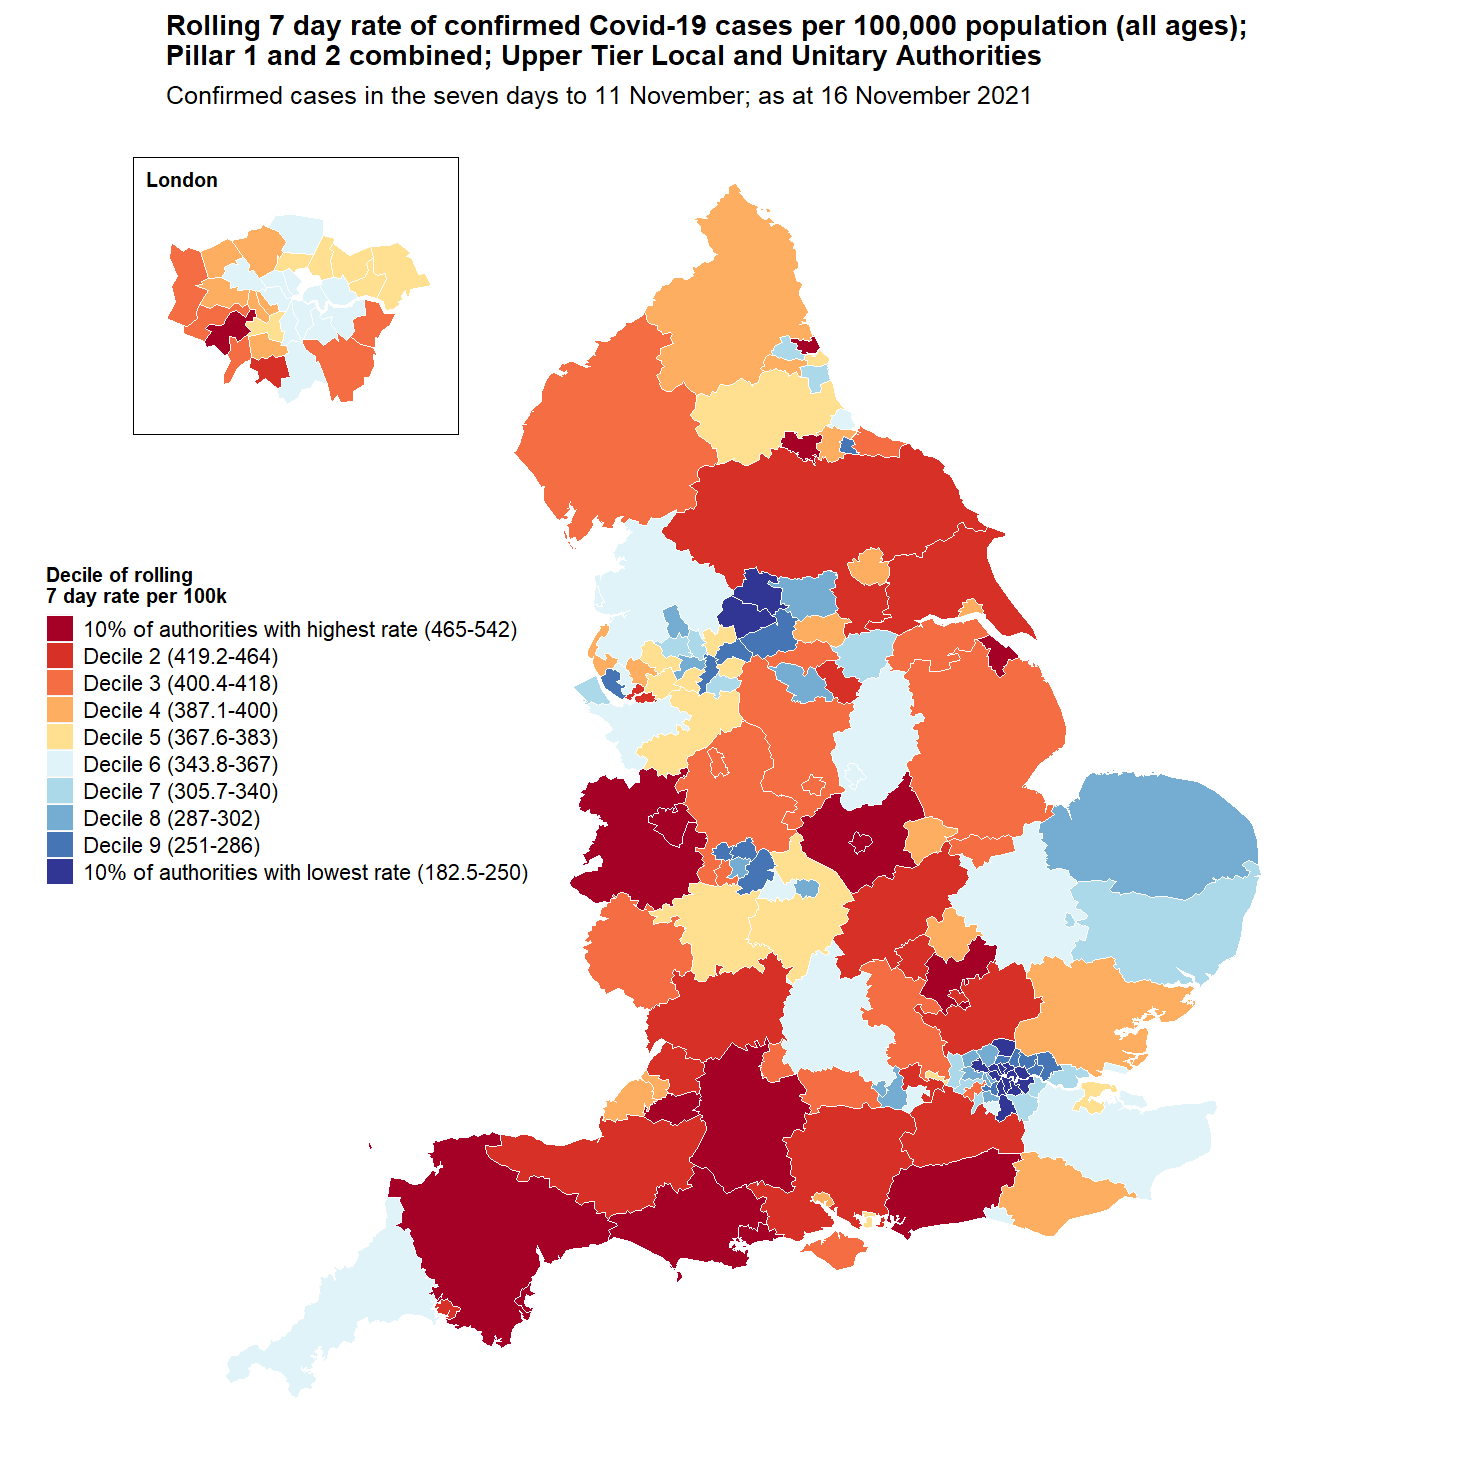 Rolling 7 day rate of confirmed Covid-19 cases per 100,000 population (all ages);
Pillar 1 and 2 combined; Upper Tier Local and Unitary Authorities
Confirmed cases in the seven days to 11 November; as at 16 November 2021
London
Decile of rolling
7 day rate per 100k
10% of authorities with highest rate (465-542)
Decile 2 (419.2-464)
Decile 3 (400.4-418)
Decile 4 (387.1-400)
Decile 5 (367.6-383)
Decile 6 (343.8-367)
Decile 7 (305.7-340)
Decile 8 (287-302)
Decile 9 (251-286)
10% of authorities with lowest rate (182.5-250)